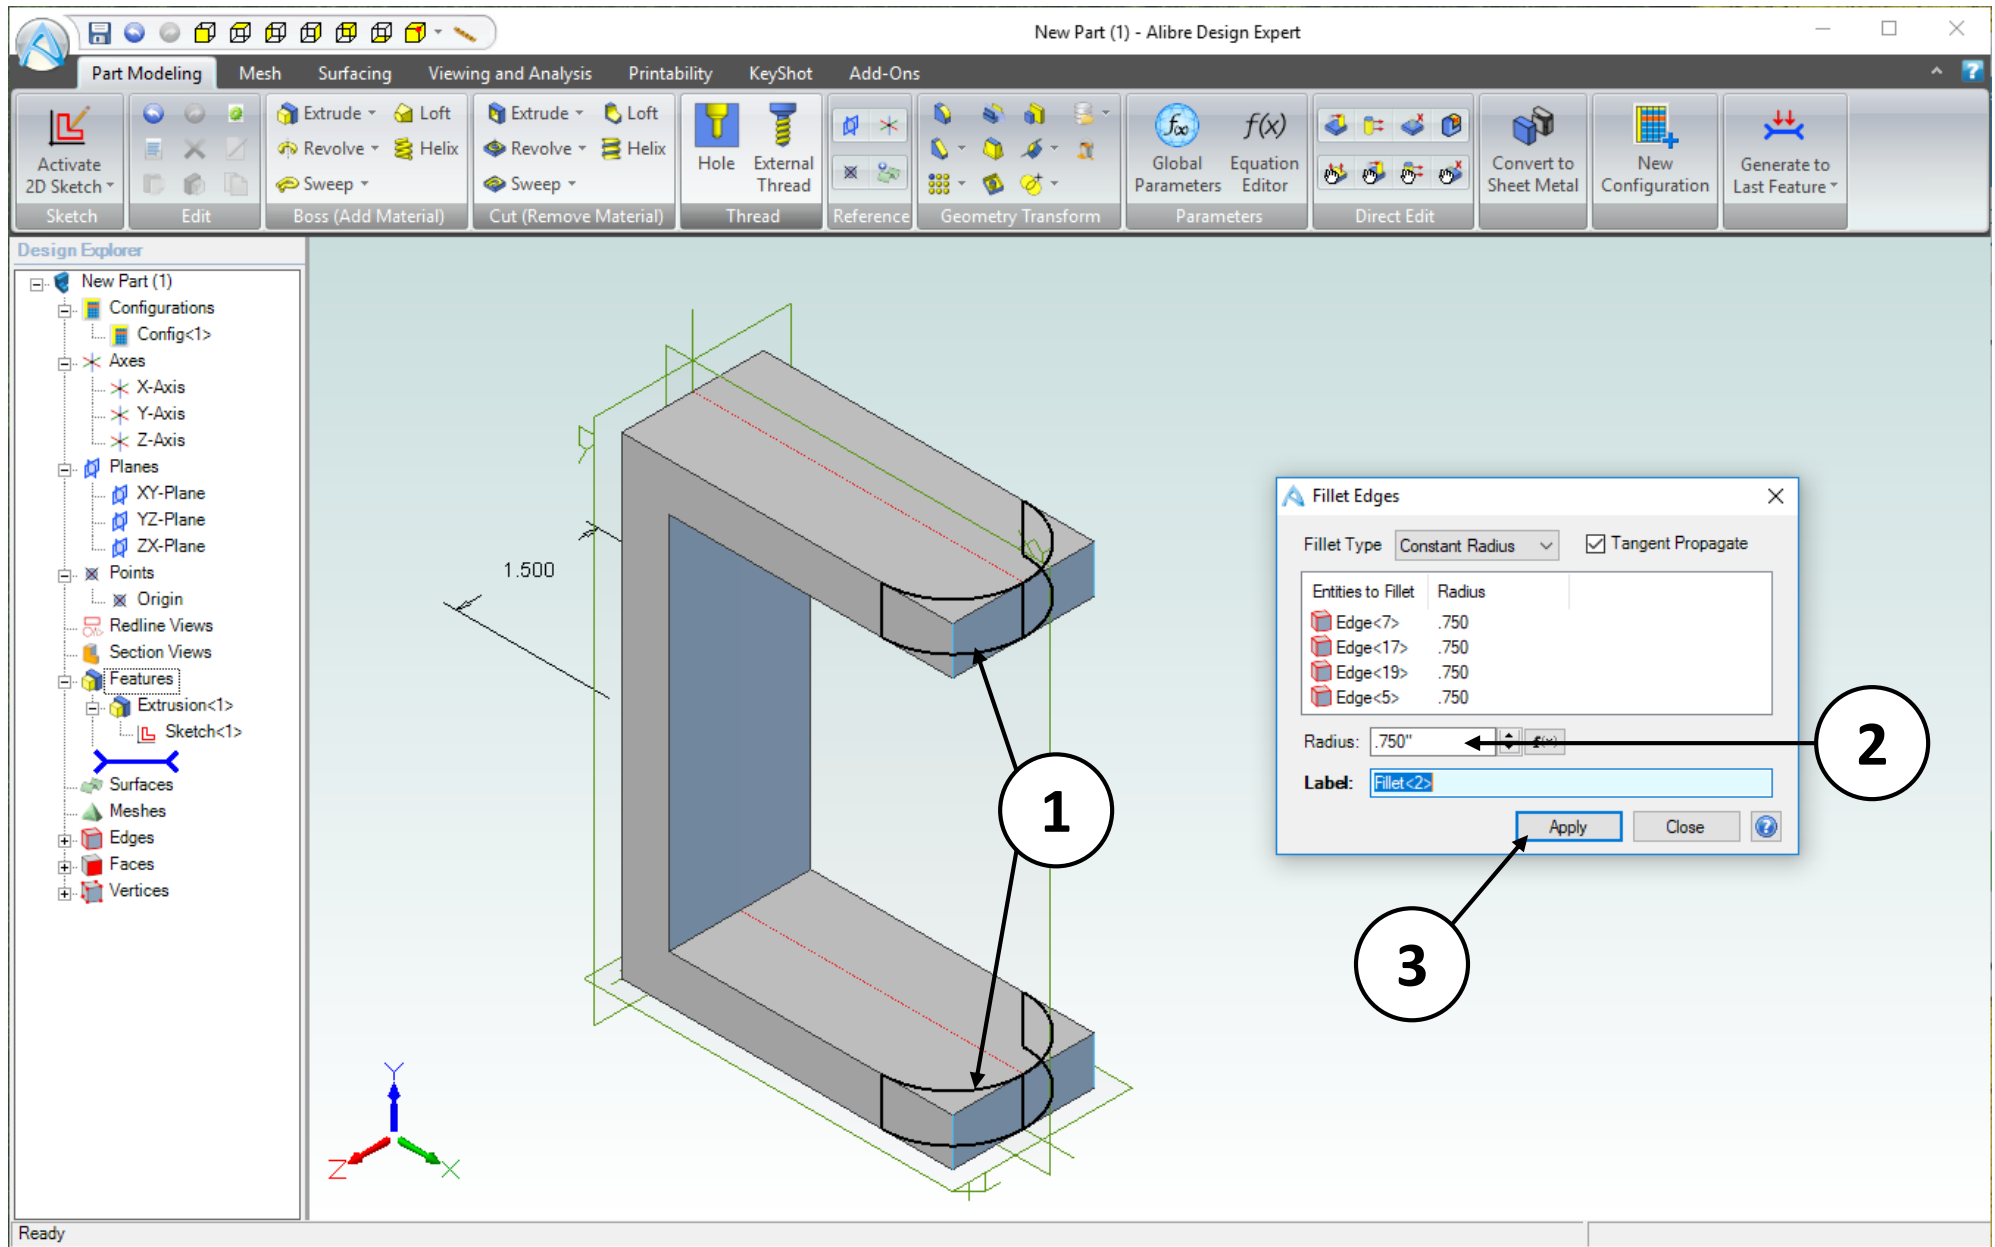 New Part (1) - Alibre Design Expert
Part Modeling Mesh Surfacing Viewing and Analysis Printability KeyShot Add-Ons
Activate
2D Sketch
Sketch
Edit
Extrude Loft
Revolve Helix
Sweep
Boss (Add Material)
Extrude Loft
Revolve Helix
Sweep
Cut (Remove Material)
Hole
External
Thread
Thread
Reference
Geometry Transform
Global
Parameters
f(x)
Equation
Editor
Parameters
Direct Edit
Convert to
Sheet Metal
New
Configuration
Generate to
Last Feature
Design Explorer
New Part (1)
Configurations
Config<1>
Axes
X-Axis
Y-Axis
Z-Axis
Planes
XY-Plane
YZ-Plane
ZX-Plane
Points
Origin
Redline Views
Section Views
Features
Extrusion<1>
Sketch<1>
Surfaces
Meshes
Edges
Faces
Vertices
1.500
1
Y
Z
X
Fillet Edges
Fillet Type Constant Radius Tangent Propagate
Entities to Fillet Radius
Edge<7> .750
Edge<17> .750
Edge<19> .750
Edge<5> .750
Radius: .750"
Label: Fillet<2>
Apply Close
2
3
Ready